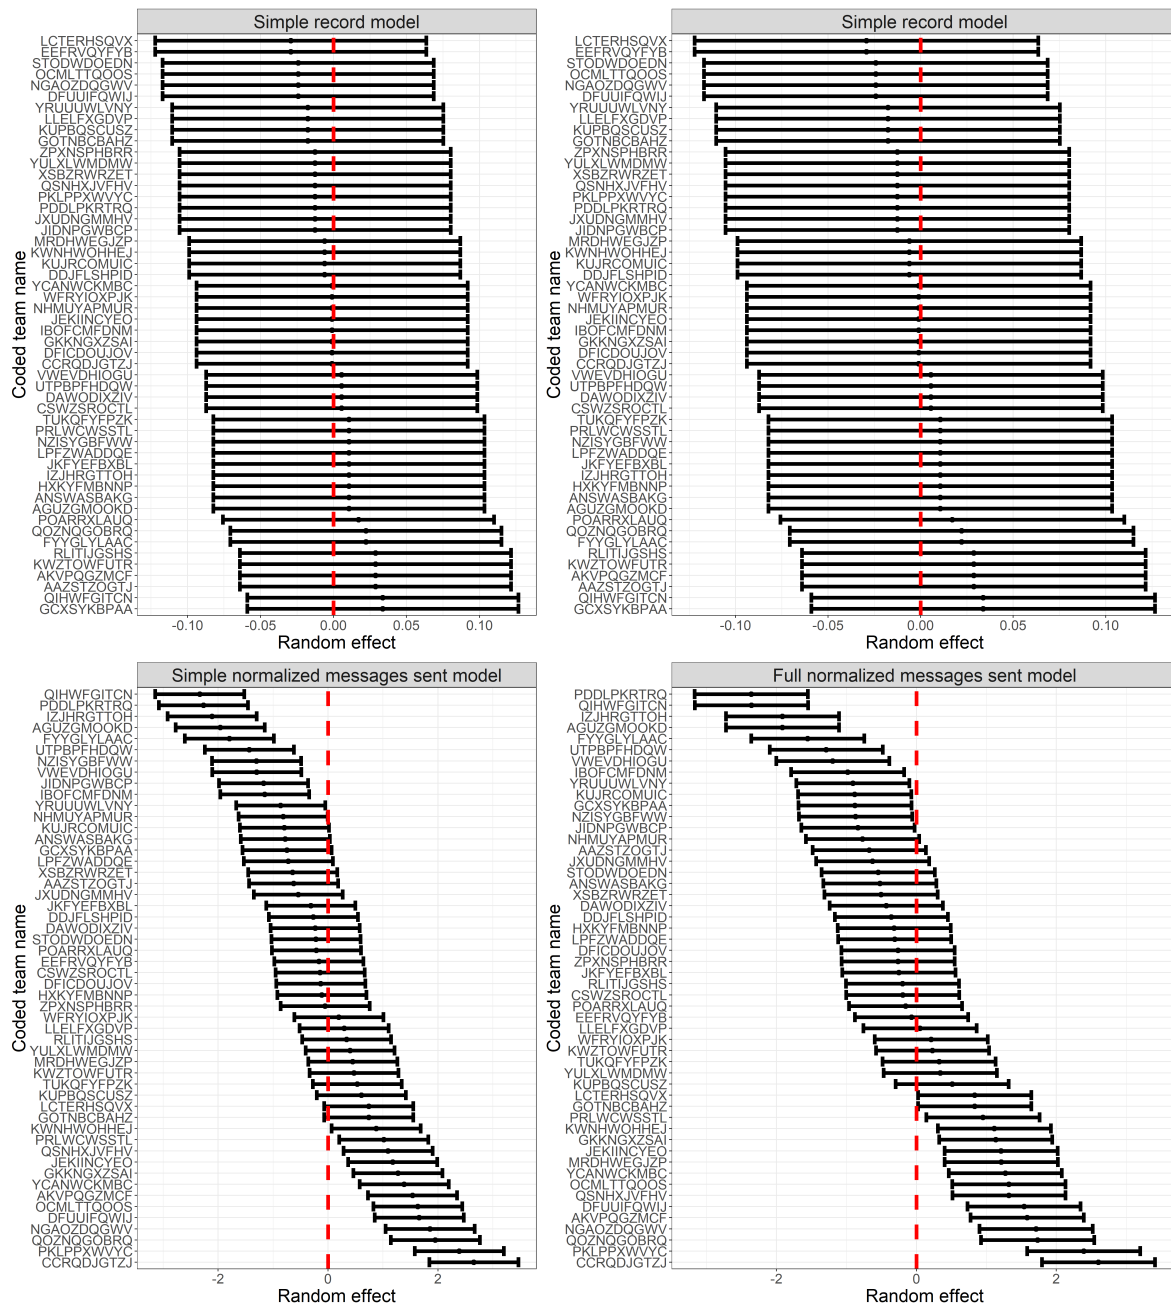 Simple record model
LCTERHSQVX
EEFRVQYFYB
STODWDOEDN
OCMLTTQOOS
NGAOZDQGWV
DFUUIFQWIJ
YRUUUWLVNY
LLELFXGDVP
KUPBQSCUSZ
GOTNBCBAHZ
ZPXNSPHBRR
YULXLWMDMW
XSBZRWRZET
QSNHXJVFHV
PKLPPXWVYC
PDDLPKRTRQ
JXUDNGMMHV
JIDNPGWBCP
MRDHWEGJZP
KWNHWOHHEJ
KUJRCOMUIC
DDJFLSHPID
YCANWCKMBC
WFRYIOXPJK
NHMUYAPMUR
JEKIINCYEO
IBOFCMFDNM
GKKNGXZSAI
DFICDOUJOV
CCRQDJGTZJ
VWEVDHIOGU
UTPBPFHDQW
DAWODIXZIV
CSWZSROCTL
TUKQFYFPZK
PRLWCWSSTL
NZISYGBFWW
LPFZWADDQE
JKFYEFBXBL
IZJHRGTTOH
HXKYFMBNNP
ANSWASBAKG
AGUZGMOOKD
POARRXLAUQ
QOZNQGOBRQ
FYYGLYLAAC
RLITIJGSHS
KWZTOWFUTR
AKVPQGZMCF
AAZSTZOGTJ
QIHWFGITCN
GCXSYKBPAA
Coded team name
-0.10 -0.05 0.00 0.05 0.10
Random effect
Simple record model
LCTERHSQVX
EEFRVQYFYB
STODWDOEDN
OCMLTTQOOS
NGAOZDQGWV
DFUUIFQWIJ
YRUUUWLVNY
LLELFXGDVP
KUPBQSCUSZ
GOTNBCBAHZ
ZPXNSPHBRR
YULXLWMDMW
XSBZRWRZET
QSNHXJVFHV
PKLPPXWVYC
PDDLPKRTRQ
JXUDNGMMHV
JIDNPGWBCP
MRDHWEGJZP
KWNHWOHHEJ
KUJRCOMUIC
DDJFLSHPID
YCANWCKMBC
WFRYIOXPJK
NHMUYAPMUR
JEKIINCYEO
IBOFCMFDNM
GKKNGXZSAI
DFICDOUJOV
CCRQDJGTZJ
VWEVDHIOGU
UTPBPFHDQW
DAWODIXZIV
CSWZSROCTL
TUKQFYFPZK
PRLWCWSSTL
NZISYGBFWW
LPFZWADDQE
JKFYEFBXBL
IZJHRGTTOH
HXKYFMBNNP
ANSWASBAKG
AGUZGMOOKD
POARRXLAUQ
QOZNQGOBRQ
FYYGLYLAAC
RLITIJGSHS
KWZTOWFUTR
AKVPQGZMCF
AAZSTZOGTJ
QIHWFGITCN
GCXSYKBPAA
Coded team name
-0.10 -0.05 0.00 0.05 0.10
Random effect
Simple normalized messages sent model
QIHWFGITCN
PDDLPKRTRQ
IZJHRGTTOH
AGUZGMOOKD
FYYGLYLAAC
UTPBPFHDQW
NZISYGBFWW
VWEVDHIOGU
JIDNPGWBCP
IBOFCMFDNM
YRUUUWLVNY
NHMUYAPMUR
KUJRCOMUIC
ANSWASBAKG
GCXSYKBPAA
LPFZWADDQE
XSBZRWRZET
AAZSTZOGTJ
JXUDNGMMHV
JKFYEFBXBL
DDJFLSHPID
DAWODIXZIV
STODWDOEDN
POARRXLAUQ
EEFRVQYFYB
CSWZSROCTL
DFICDOUJOV
HXKYFMBNNP
ZPXNSPHBRR
WFRYIOXPJK
LLELFXGDVP
RLITIJGSHS
YULXLWMDMW
MRDHWEGJZP
KWZTOWFUTR
TUKQFYFPZK
KUPBQSCUSZ
LCTERHSQVX
GOTNBCBAHZ
KWNHWOHHEJ
PRLWCWSSTL
QSNHXJVFHV
JEKIINCYEO
GKKNGXZSAI
YCANWCKMBC
AKVPQGZMCF
OCMLTTQOOS
DFUUIFQWIJ
NGAOZDQGWV
QOZNQGOBRQ
PKLPPXWVYC
CCRQDJGTZJ
Coded team name
-2 0 2
Random effect
Full normalized messages sent model
PDDLPKRTRQ
QIHWFGITCN
IZJHRGTTOH
AGUZGMOOKD
FYYGLYLAAC
UTPBPFHDQW
VWEVDHIOGU
IBOFCMFDNM
YRUUUWLVNY
KUJRCOMUIC
GCXSYKBPAA
NZISYGBFWW
JIDNPGWBCP
NHMUYAPMUR
AAZSTZOGTJ
JXUDNGMMHV
STODWDOEDN
ANSWASBAKG
XSBZRWRZET
DAWODIXZIV
DDJFLSHPID
HXKYFMBNNP
LPFZWADDQE
DFICDOUJOV
ZPXNSPHBRR
JKFYEFBXBL
RLITIJGSHS
CSWZSROCTL
POARRXLAUQ
EEFRVQYFYB
LLELFXGDVP
WFRYIOXPJK
KWZTOWFUTR
TUKQFYFPZK
YULXLWMDMW
KUPBQSCUSZ
LCTERHSQVX
GOTNBCBAHZ
PRLWCWSSTL
KWNHWOHHEJ
GKKNGXZSAI
JEKIINCYEO
MRDHWEGJZP
YCANWCKMBC
OCMLTTQOOS
QSNHXJVFHV
DFUUIFQWIJ
AKVPQGZMCF
NGAOZDQGWV
QOZNQGOBRQ
PKLPPXWVYC
CCRQDJGTZJ
Coded team name
-2 0 2
Random effect